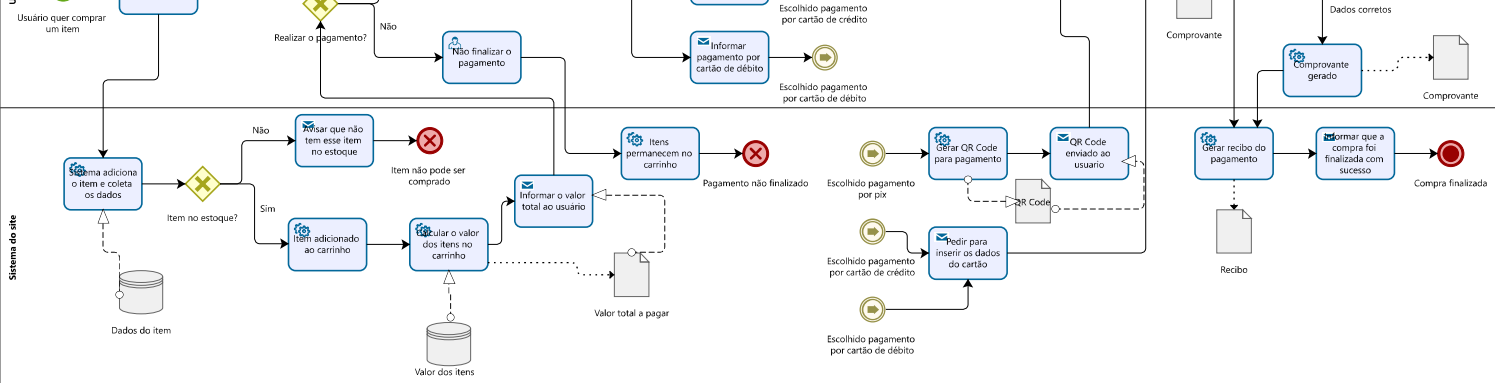 Usuário quer comprar
um item
Realizar o pagamento?
Não
Não finalizar o
pagamento
Escolhido pagamento
por cartão de crédito
Informar
pagamento por
cartão de débito
Escolhido pagamento
por cartão de débito
Comprovante
Dados corretos
Comprovante
gerado
Comprovante
Sistema do site
Sistema adiciona
o item e coleta
os dados
Dados do item
Item no estoque?
Não
Avisar que não
tem esse item
no estoque
Item não pode ser
comprado
Sim
Item adicionado
ao carrinho
Calcular o valor
dos itens no
carrinho
Valor dos itens
Informar o valor
total ao usuário
Valor total a pagar
Itens
permanecem no
carrinho
Pagamento não finalizado
Escolhido pagamento
por pix
Gerar QR Code
para pagamento
QR Code
QR Code
enviado ao
usuario
Escolhido pagamento
por cartão de crédito
Pedir para
inserir os dados
do cartão
Escolhido pagamento
por cartão de débito
Gerar recibo do
pagamento
Recibo
Informar que a
compra foi
finalizada com
sucesso
Compra finalizada